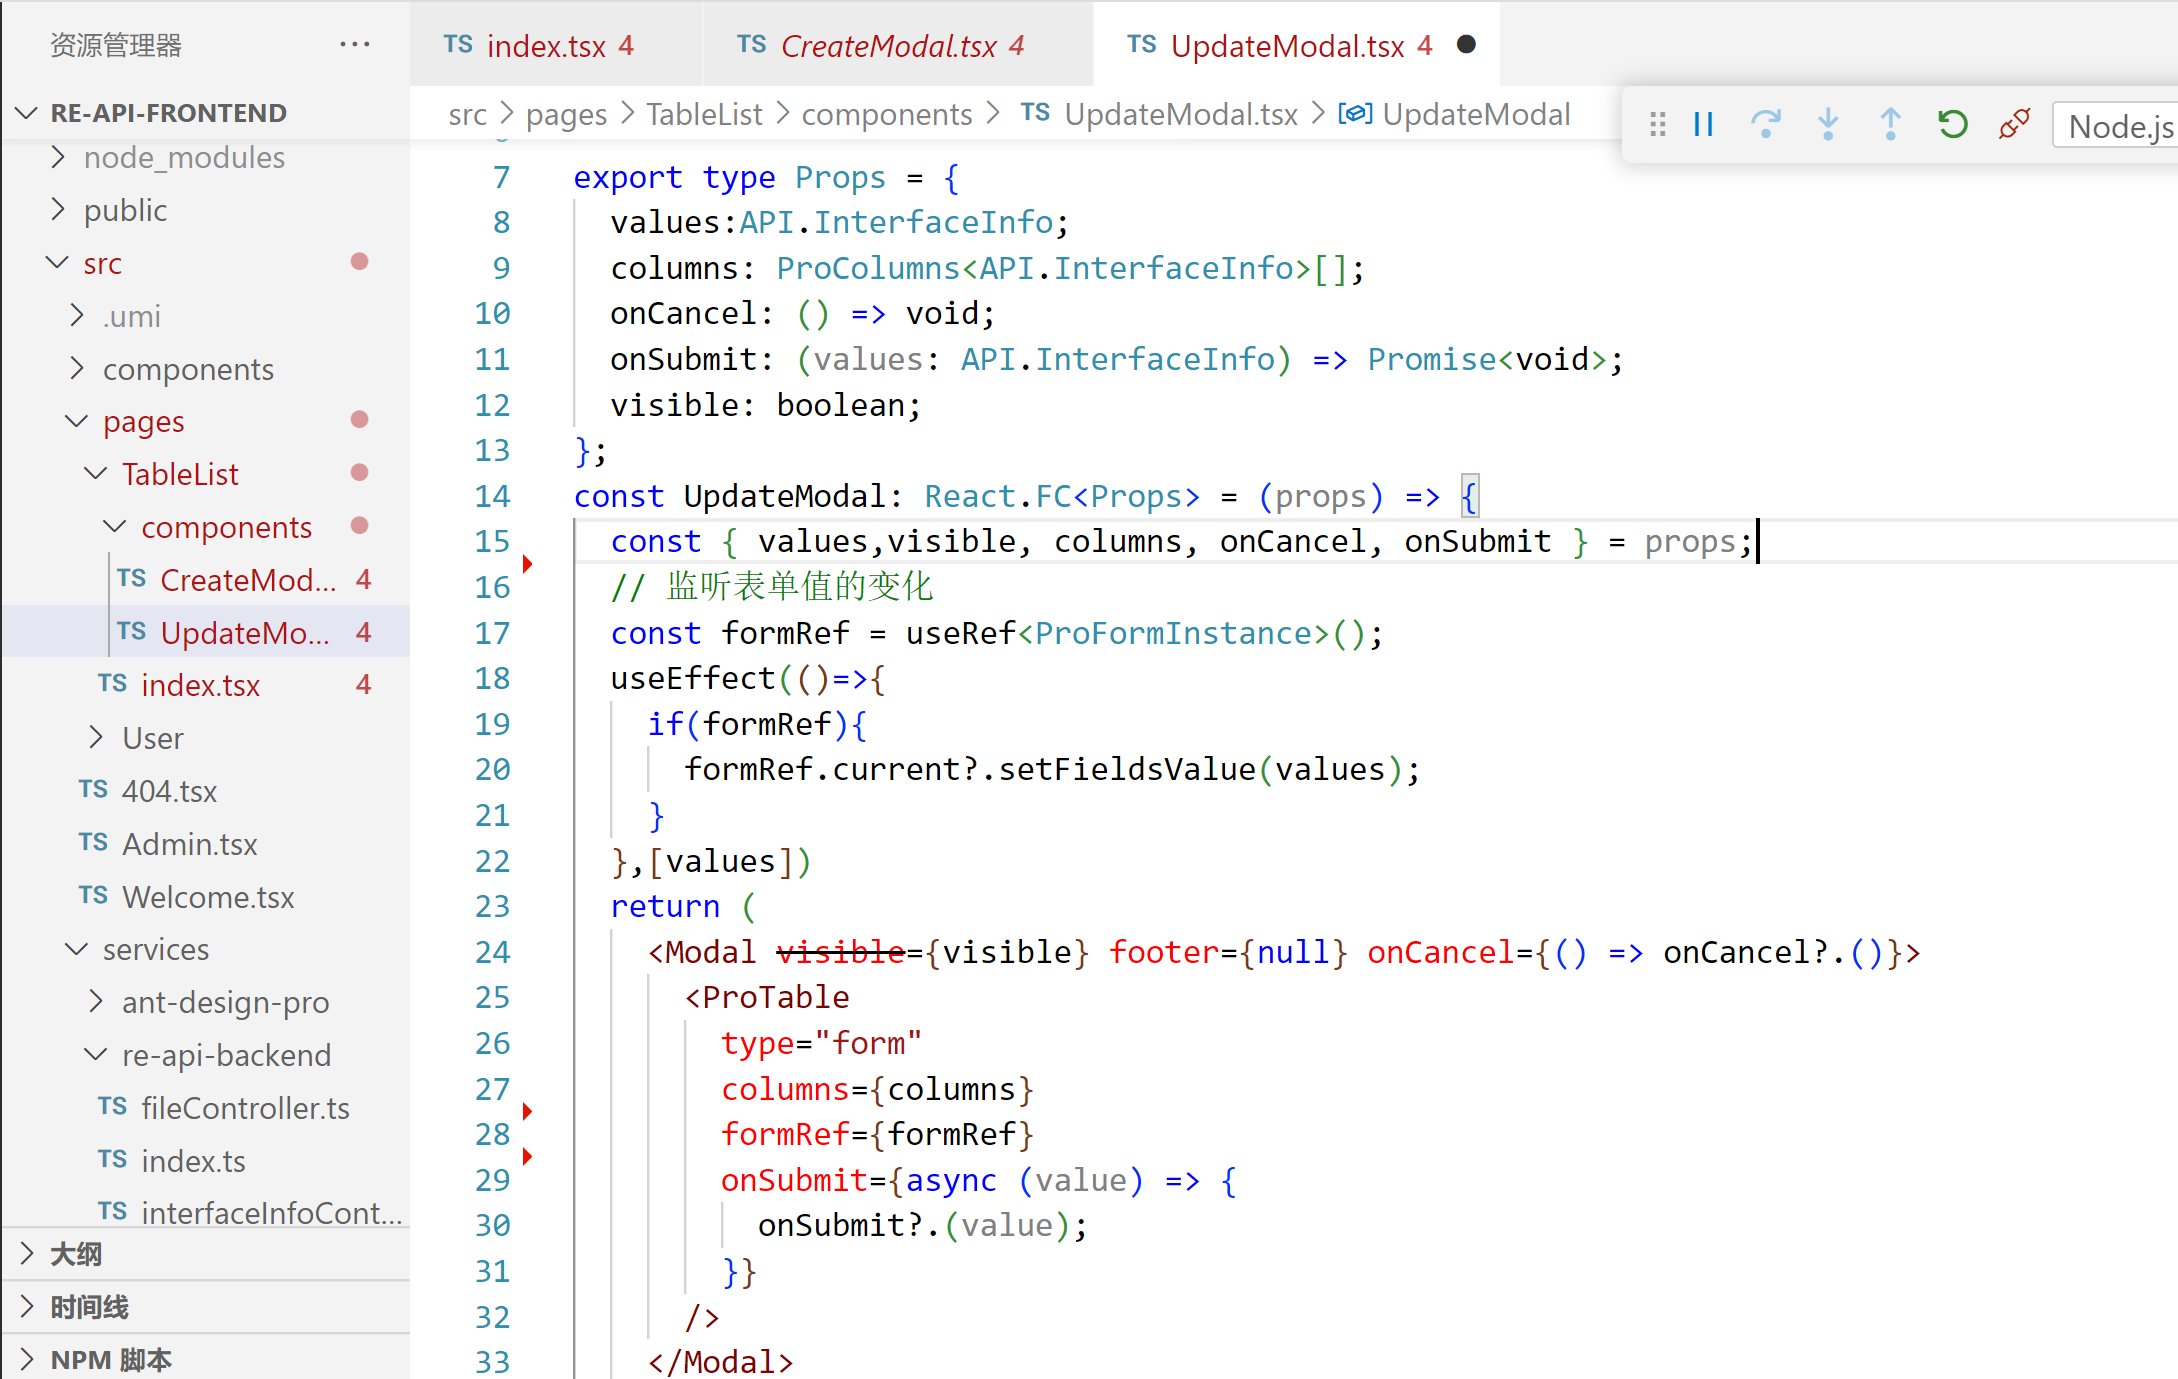 资源管理器 ...
RE-API-FRONTEND
node_modules
public
src
.umi
components
pages
TableList
components
TS CreateMod... 4
TS UpdateMo... 4
TS index.tsx 4
User
TS 404.tsx
TS Admin.tsx
TS Welcome.tsx
services
ant-design-pro
re-api-backend
TS fileController.ts
TS index.ts
TS interfaceInfoCont...
大纲
时间线
NPM 脚本
TS index.tsx 4 TS CreateModal.tsx 4 TS UpdateModal.tsx 4
src > pages > TableList > components > TS UpdateModal.tsx > UpdateModal
Node.js
7 export type Props = {
8 values:API.InterfaceInfo;
9 columns: ProColumns<API.InterfaceInfo>[];
10 onCancel: () => void;
11 onSubmit: (values: API.InterfaceInfo) => Promise<void>;
12 visible: boolean;
13 };
14 const UpdateModal: React.FC<Props> = (props) => {
15 const { values,visible, columns, onCancel, onSubmit } = props;
16 // 监听表单值的变化
17 const formRef = useRef<ProFormInstance>();
18 useEffect(()=>{
19 if(formRef){
20 formRef.current?.setFieldsValue(values);
21 }
22 },[values])
23 return (
24 <Modal visible={visible} footer={null} onCancel={() => onCancel?.()}>
25 <ProTable
26 type="form"
27 columns={columns}
28 formRef={formRef}
29 onSubmit={async (value) => {
30 onSubmit?.(value);
31 }}
32 />
33 </Modal>